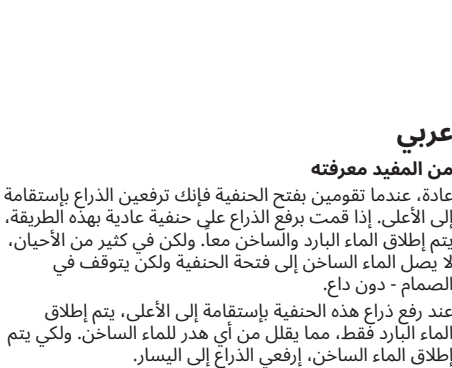 عربي
من المفيد معرفته
عادة، عندما تقومين بفتح الحنفية فإنك ترفعين الذراع بإستقامة
إلى الأعلى. إذا قمت برفع الذراع على حنفية عادية بهذه الطريقة،
يتم إطلاق الماء البارد والساخن معاً. ولكن في كثير من الأحيان،
لا يصل الماء الساخن إلى فتحة الحنفية ولكن يتوقف في
الصمام - دون داع.
عند رفع ذراع هذه الحنفية بإستقامة إلى الأعلى، يتم إطلاق
الماء البارد فقط، مما يقلل من أي هدر للماء الساخن. ولكي يتم
إطلاق الماء الساخن، إرفعي الذراع إلى اليسار.